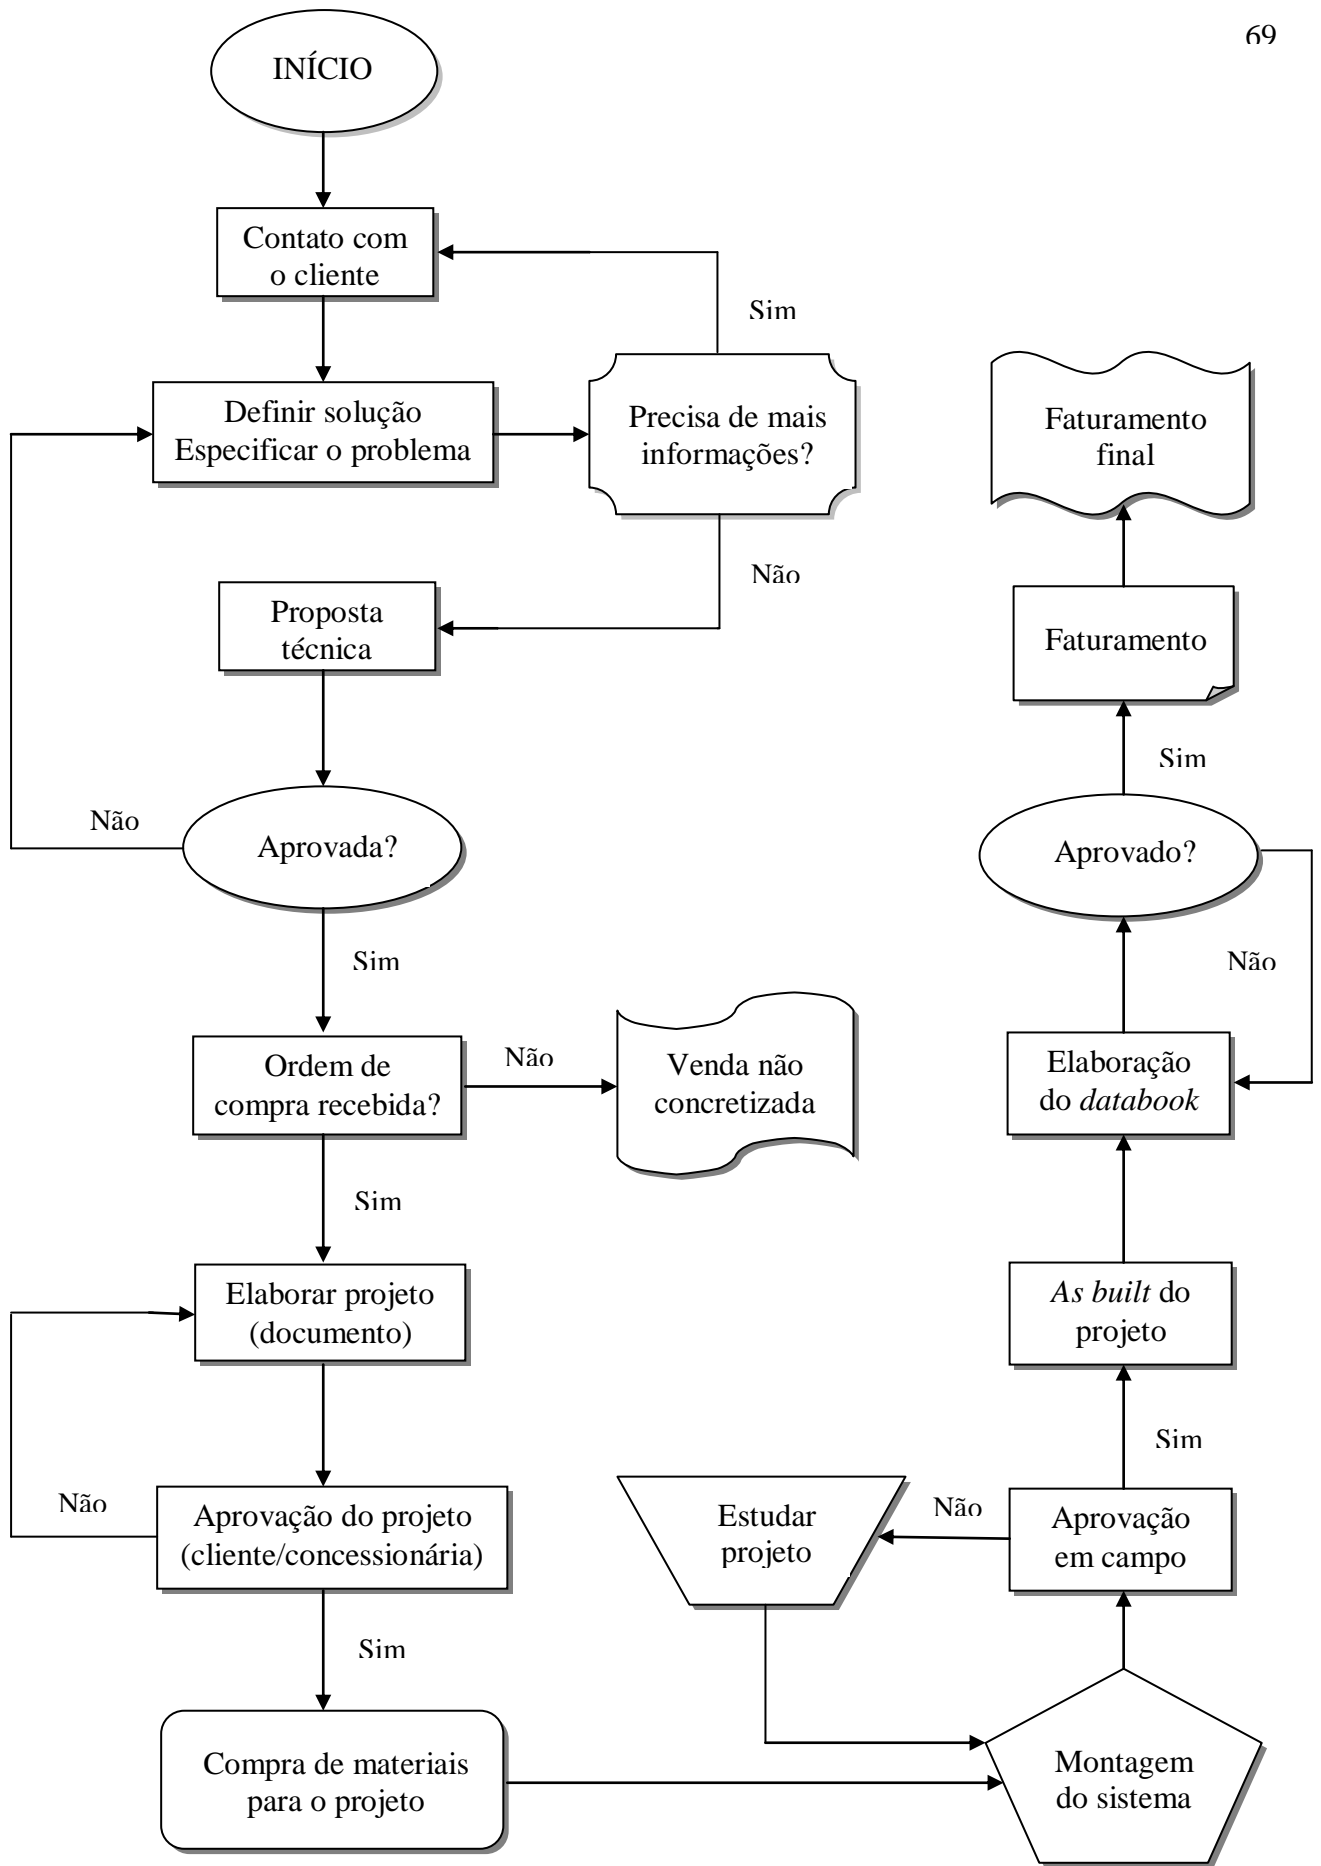 69
INÍCIO
Contato com
o cliente
Sim
Definir solução
Especificar o problema
Precisa de mais
informações?
Não
Proposta
técnica
Não
Aprovada?
Sim
Ordem de
compra recebida?
Não
Venda não
concretizada
Sim
Elaborar projeto
(documento)
Não
Aprovação do projeto
(cliente/concessionária)
Sim
Compra de materiais
para o projeto
Montagem
do sistema
Estudar
projeto
Não
Aprovação
em campo
Sim
As built do
projeto
Elaboração
do databook
Não
Aprovado?
Sim
Faturamento
Faturamento
final